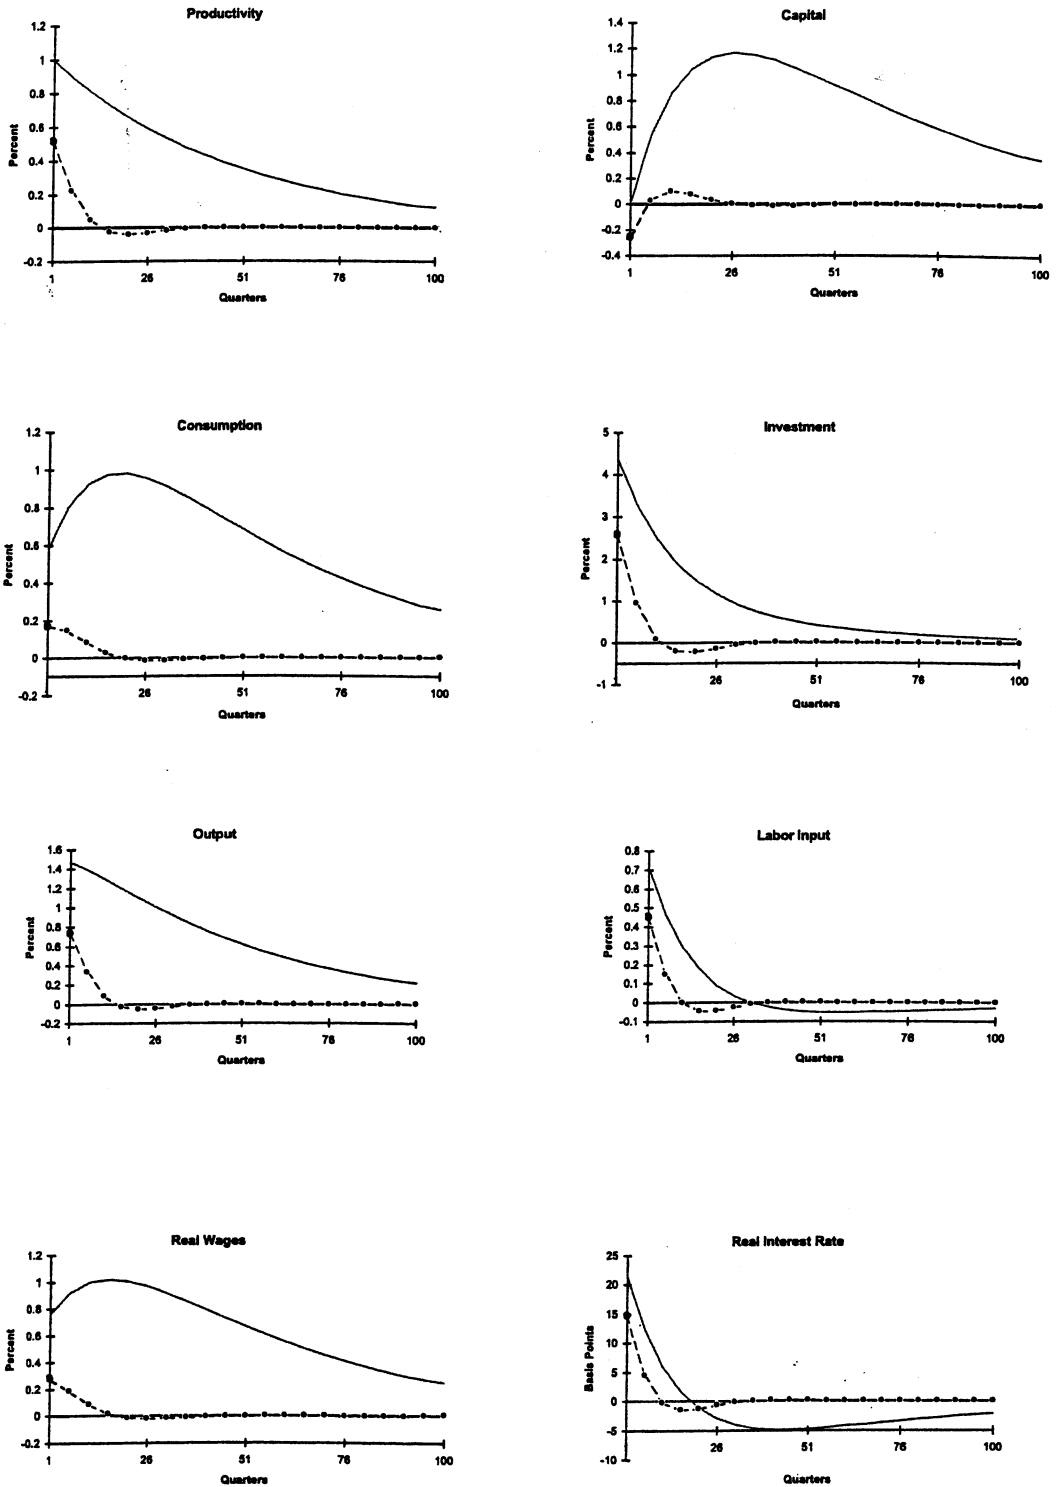 Productivity
1.2
1
0.8
0.6
0.4
0.2
0
-0.2
Percent
1 26 51 76 100
Quarters
Capital
1.4
1.2
1
0.8
0.6
0.4
0.2
0
-0.2
-0.4
Percent
1 26 51 76 100
Quarters
Consumption
1.2
1
0.8
0.6
0.4
0.2
0
-0.2
Percent
26 51 76 100
Quarters
Investment
5
4
3
2
1
0
-1
Percent
26 51 76 100
Quarters
Output
1.6
1.4
1.2
1
0.8
0.6
0.4
0.2
0
-0.2
Percent
1 26 51 76 100
Quarters
Labor Input
0.8
0.7
0.6
0.5
0.4
0.3
0.2
0.1
0
-0.1
Percent
1 26 51 76 100
Quarters
Real Wages
1.2
1
0.8
0.6
0.4
0.2
0
-0.2
Percent
1 26 51 76 100
Quarters
Real Interest Rate
25
20
15
10
5
0
-5
-10
Basis Points
26 51 76 100
Quarters